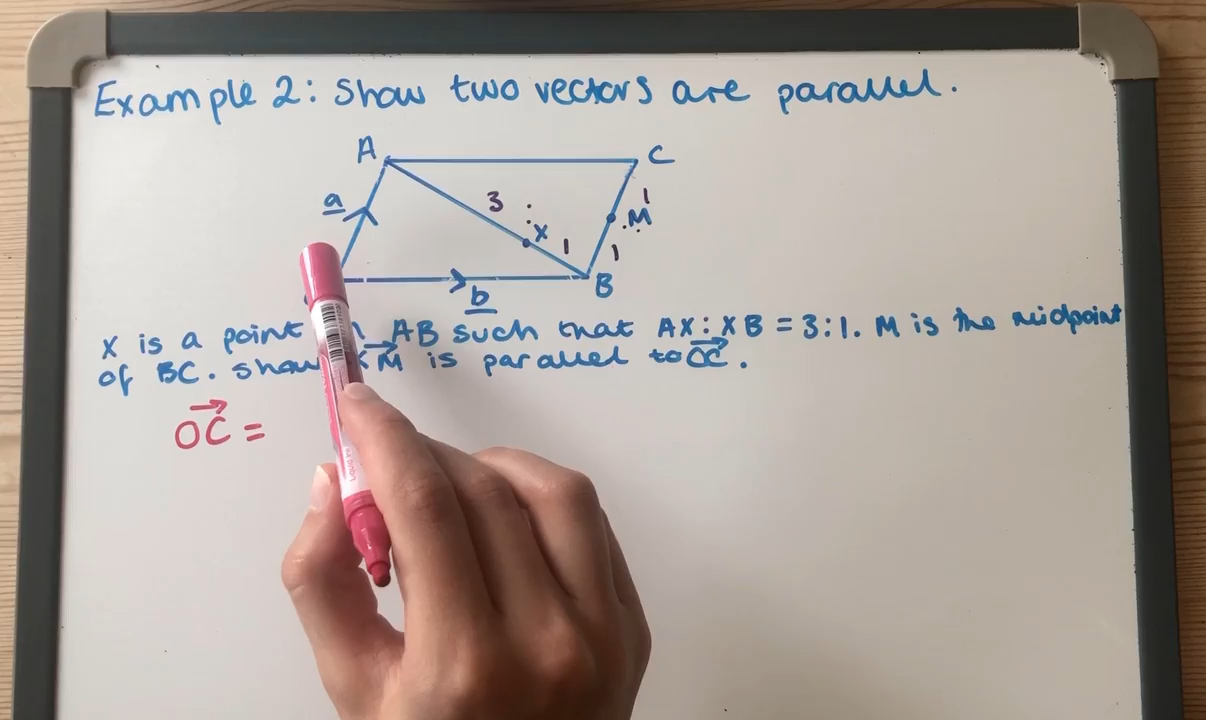 Example 2: Show two vectors are parallel.
A
C
a
3
:
1
M
:
x
1
1
B
b
X is a point AB such that AX:XB = 3:1. M is the midpoint
of BC. show XM is parallel to OC.
OC =